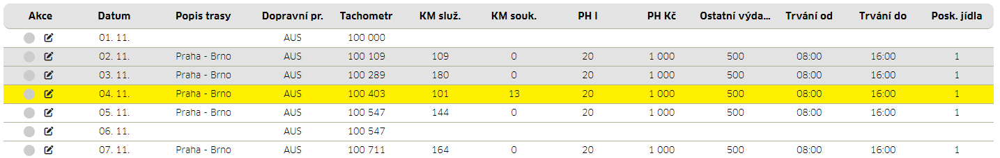 Akce Datum Popis trasy Dopravní pr. Tachometr KM služ. KM souk. PH l PH Kč Ostatní výda... Trvání od Trvání do Posk. jídla
01. 11. AUS 100 000
02. 11. Praha - Brno AUS 100 109 109 0 20 1 000 500 08:00 16:00 1
03. 11. Praha - Brno AUS 100 289 180 0 20 1 000 500 08:00 16:00 1
04. 11. Praha - Brno AUS 100 403 101 13 20 1 000 500 08:00 16:00 1
05. 11. Praha - Brno AUS 100 547 144 0 20 1 000 500 08:00 16:00 1
06. 11. AUS 100 547
07. 11. Praha - Brno AUS 100 711 164 0 20 1 000 500 08:00 16:00 1